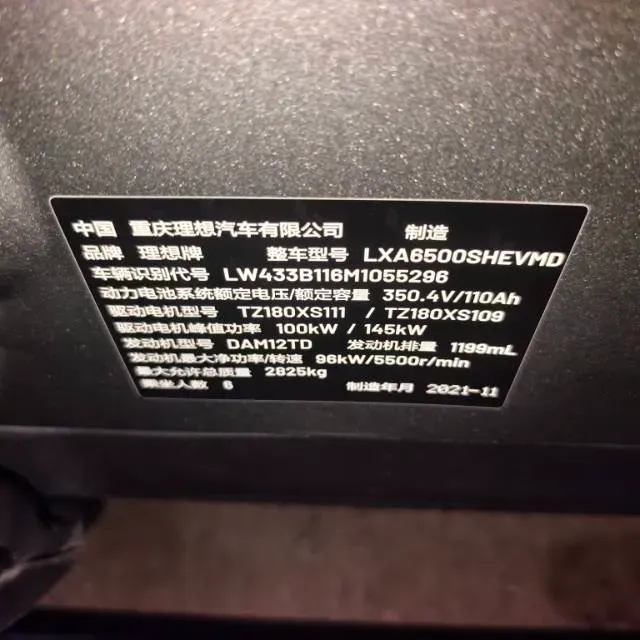 中国 重庆理想汽车有限公司 制造
品牌 理想牌 整车型号 LXA6500SHEVMD
车辆识别代号 LW433B116M1055296
动力电池系统额定电压/额定容量 350.4V/110Ah
驱动电机型号 TZ180XS111 / TZ180XS109
驱动电机峰值功率 100kW / 145kW
发动机型号 DAM12TD 发动机排量 1199mL
发动机最大净功率/转速 96kW/5500r/min
最大允许总质量 2825kg
乘坐人数 6 制造年月 2021-11